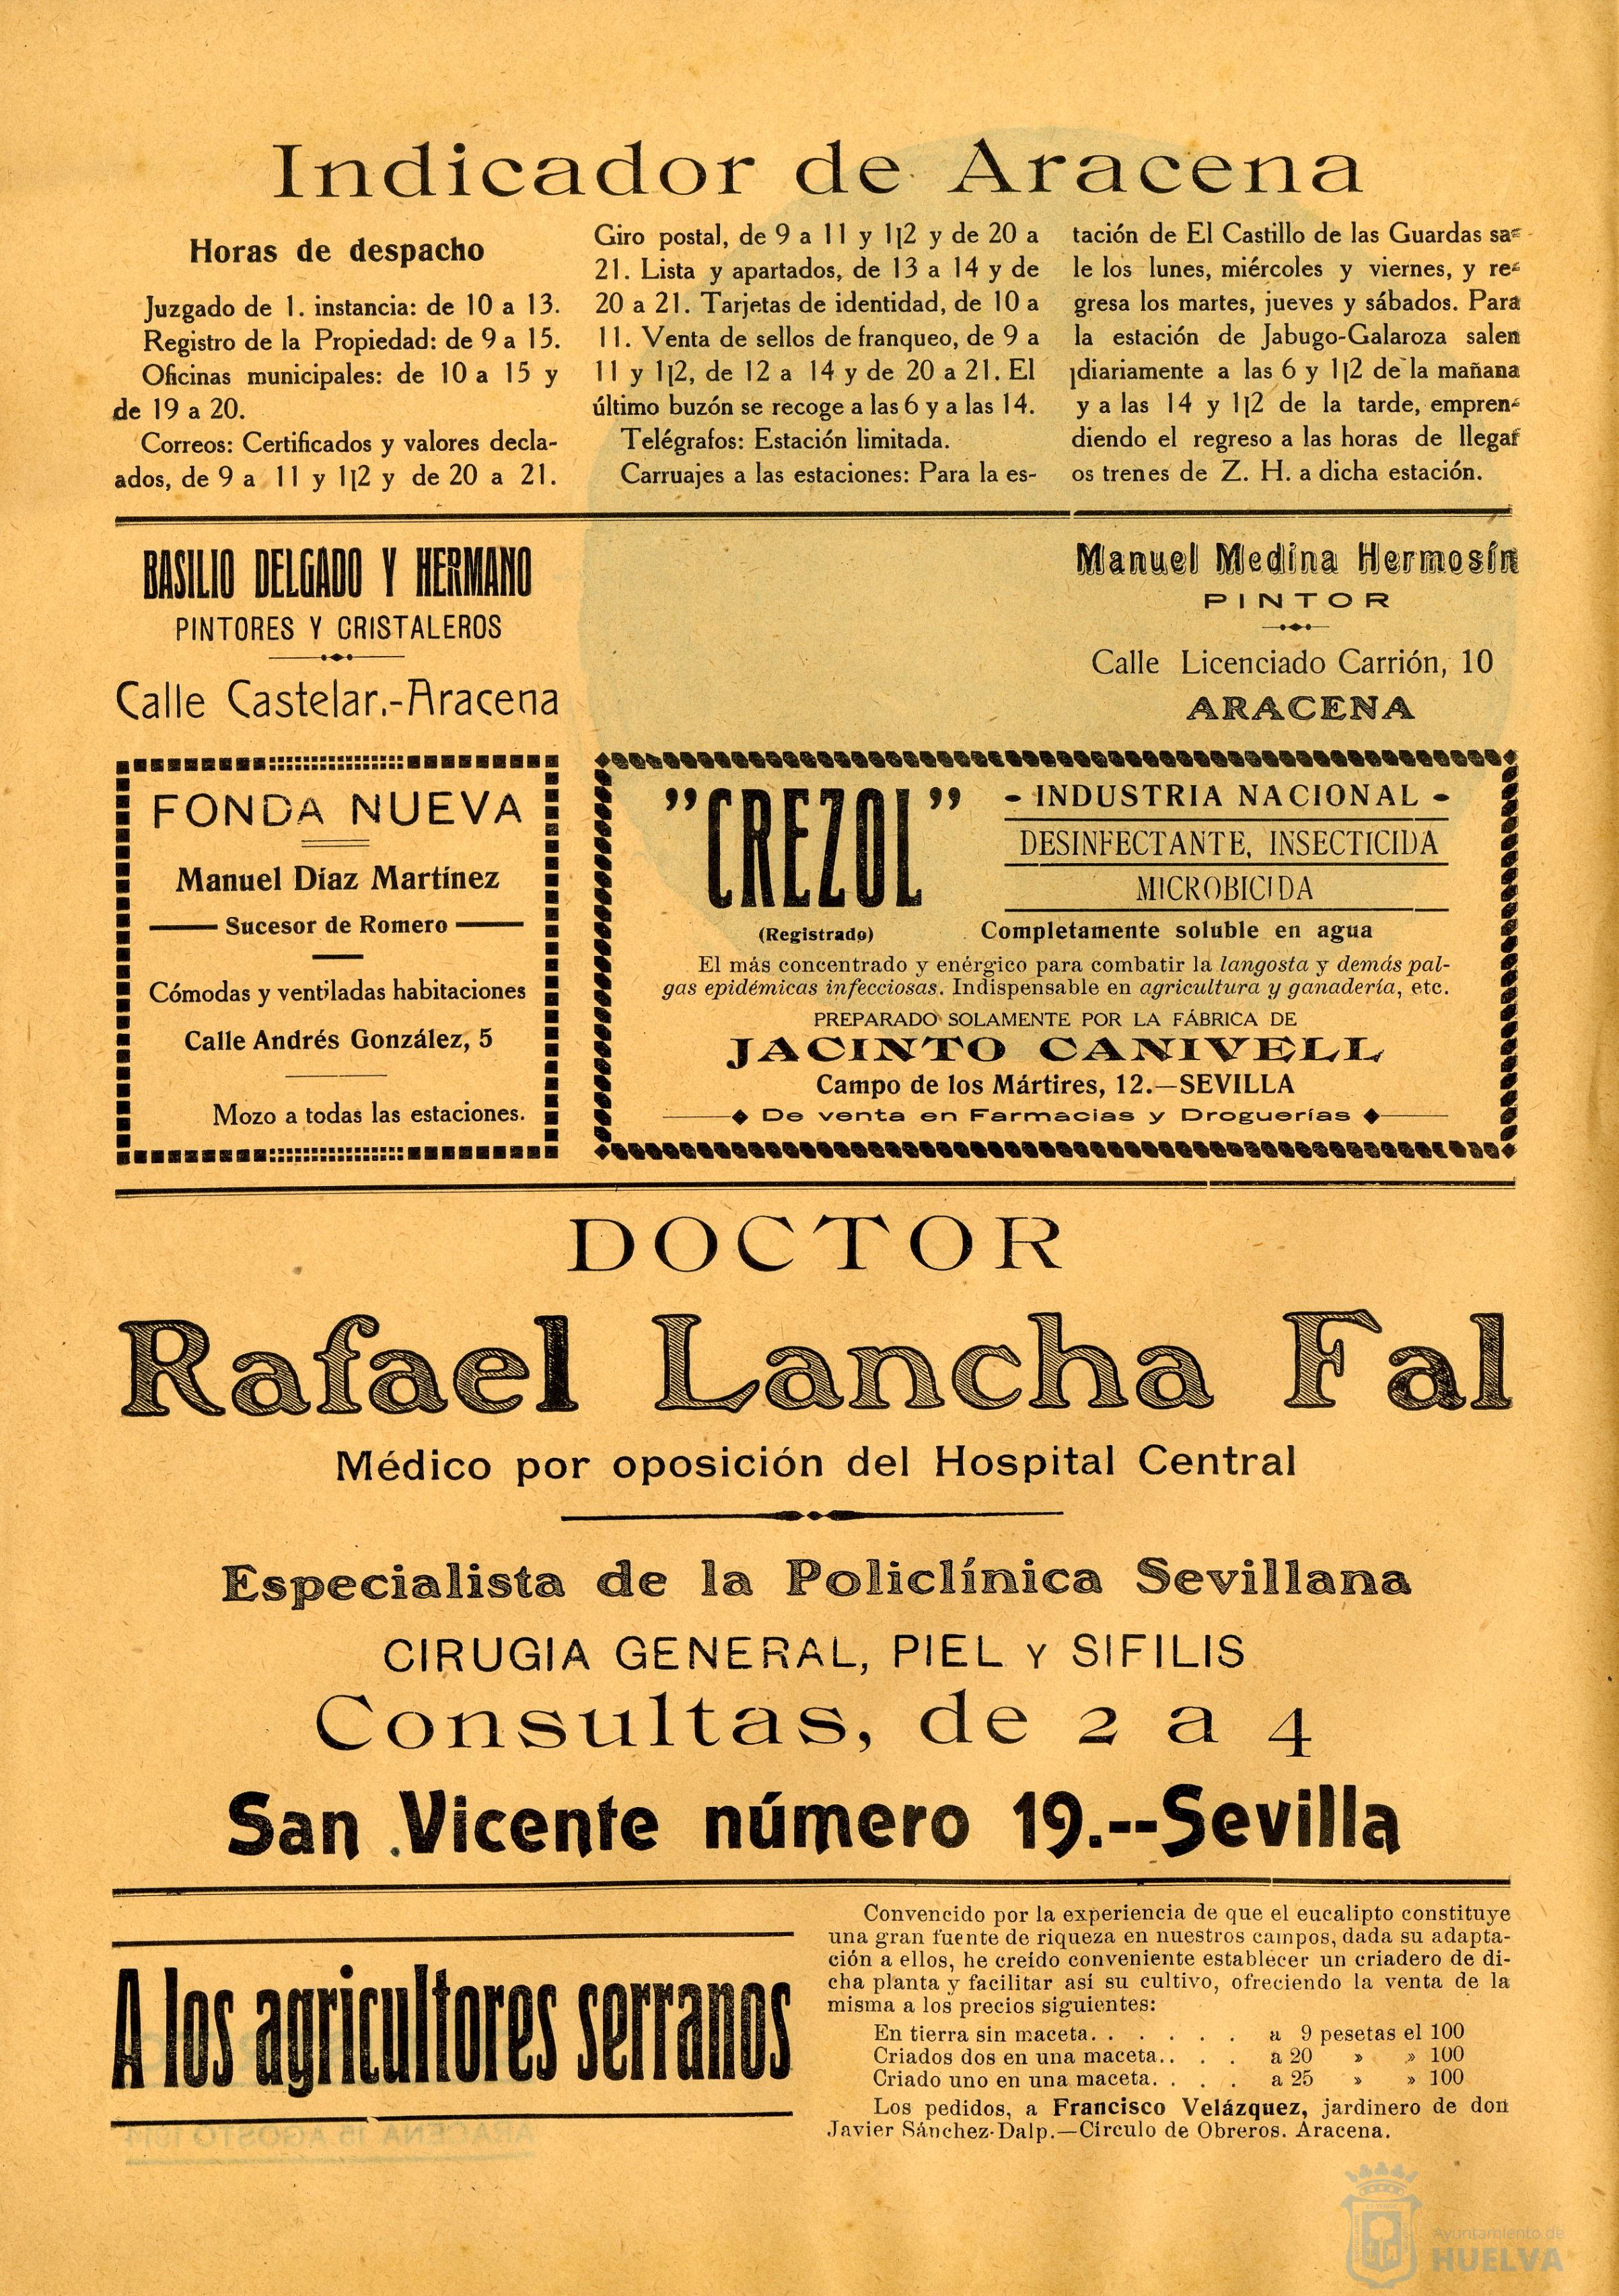 Indicador de Aracena
Horas de despacho
Juzgado de 1. instancia: de 10 a 13.
Registro de la Propiedad: de 9 a 15.
Oficinas municipales: de 10 a 15 y
de 19 a 20.
Correos: Certificados y valores decla-
ados, de 9 a 11 y 1¡2 y de 20 a 21.
Giro postal, de 9 a 11 y 1¡2 y de 20 a
21. Lista y apartados, de 13 a 14 y de
20 a 21. Tarjetas de identidad, de 10 a
11. Venta de sellos de franqueo, de 9 a
11 y 1¡2, de 12 a 14 y de 20 a 21. El
último buzón se recoge a las 6 y a las 14.
Telégrafos: Estación limitada.
Carruajes a las estaciones: Para la es-
tación de El Castillo de las Guardas sa-
le los lunes, miércoles y viernes, y re-
gresa los martes, jueves y sábados. Para
la estación de Jabugo-Galaroza salen
¡diariamente a las 6 y 1¡2 de la mañana
y a las 14 y 1¡2 de la tarde, empren-
diendo el regreso a las horas de llegar
os trenes de Z. H. a dicha estación.
BASILIO DELGADO Y HERMANO
PINTORES Y CRISTALEROS
Calle Castelar.-Aracena
Manuel Medina Hermosín
PINTOR
Calle Licenciado Carrión, 10
ARACENA
FONDA NUEVA
Manuel Díaz Martínez
Sucesor de Romero
Cómodas y ventiladas habitaciones
Calle Andrés González, 5
Mozo a todas las estaciones.
"CREZOL"
(Registrado)
- INDUSTRIA NACIONAL -
DESINFECTANTE, INSECTICIDA
MICROBICIDA
Completamente soluble en agua
El más concentrado y enérgico para combatir la langosta y demás pal-
gas epidémicas infecciosas. Indispensable en agricultura y ganadería, etc.
PREPARADO SOLAMENTE POR LA FÁBRICA DE
JACINTO CANIVELL
Campo de los Mártires, 12.—SEVILLA
De venta en Farmacias y Droguerías
DOCTOR
Rafael Lancha Fal
Médico por oposición del Hospital Central
Especialista de la Policlínica Sevillana
CIRUGIA GENERAL, PIEL Y SIFILIS
Consultas, de 2 a 4
San Vicente número 19.--Sevilla
A los agricultores serranos
Convencido por la experiencia de que el eucalipto constituye
una gran fuente de riqueza en nuestros campos, dada su adapta-
ción a ellos, he creído conveniente establecer un criadero de di-
cha planta y facilitar así su cultivo, ofreciendo la venta de la
misma a los precios siguientes:
En tierra sin maceta. . . . . . . a 9 pesetas el 100
Criados dos en una maceta. . . . a 20 » » 100
Criado uno en una maceta. . . . . a 25 » » 100
Los pedidos, a Francisco Velázquez, jardinero de don
Javier Sánchez-Dalp.—Círculo de Obreros. Aracena.
ARACENA 15 AGOSTO 1914
Ayuntamiento de
HUELVA